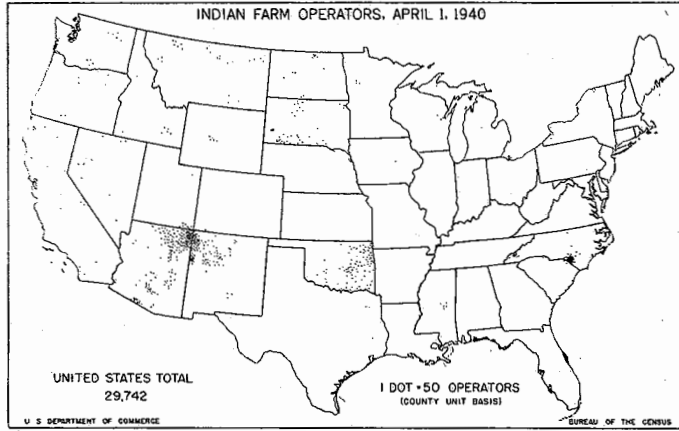 INDIAN FARM OPERATORS, APRIL 1, 1940
UNITED STATES TOTAL
29,742
1 DOT = 50 OPERATORS
(COUNTY UNIT BASIS)
U S DEPARTMENT OF COMMERCE
BUREAU OF THE CENSUS